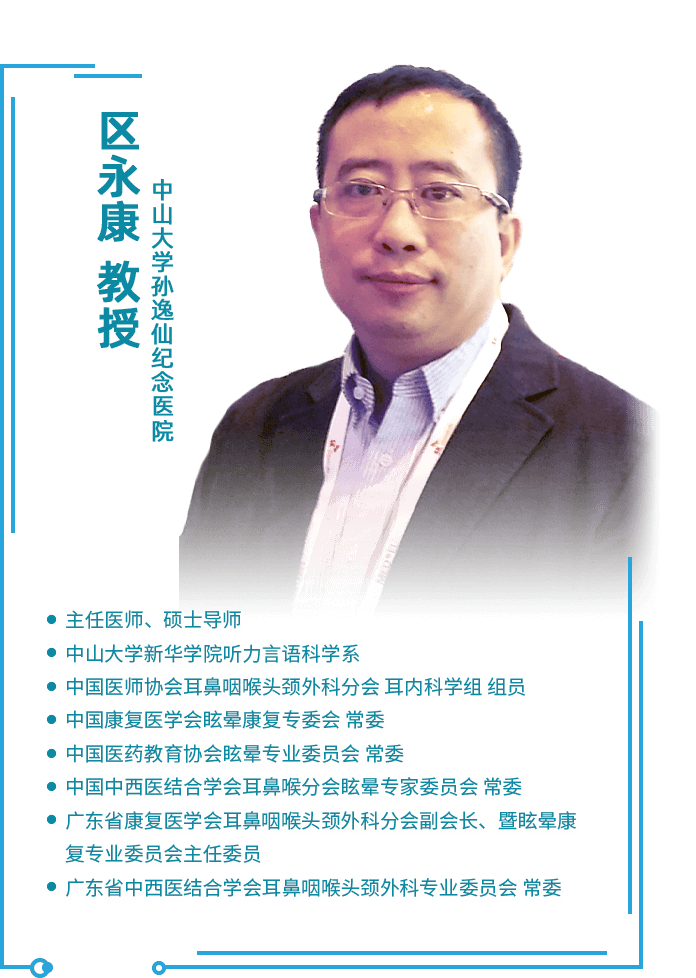 区永康 教授
中山大学孙逸仙纪念医院
主任医师、硕士导师
中山大学新华学院听力言语科学系
中国医师协会耳鼻咽喉头颈外科分会 耳内科学组 组员
中国康复医学会眩晕康复专委会 常委
中国医药教育协会眩晕专业委员会 常委
中国中西医结合学会耳鼻喉分会眩晕专家委员会 常委
广东省康复医学会耳鼻咽喉头颈外科分会副会长、暨眩晕康
复专业委员会主任委员
广东省中西医结合学会耳鼻咽喉头颈外科专业委员会 常委